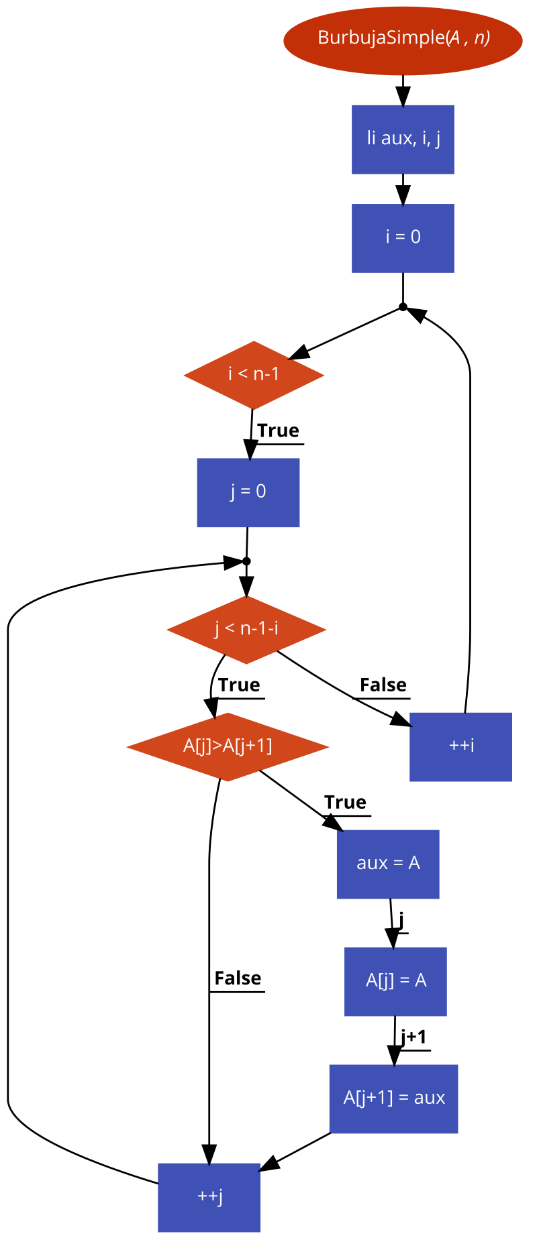 BurbujaSimple(A , n)
li aux, i, j
i = 0
i < n-1
True
j = 0
j < n-1-i
True
False
A[j]>A[j+1]
++i
True
aux = A
j
False
A[j] = A
j+1
A[j+1] = aux
++j